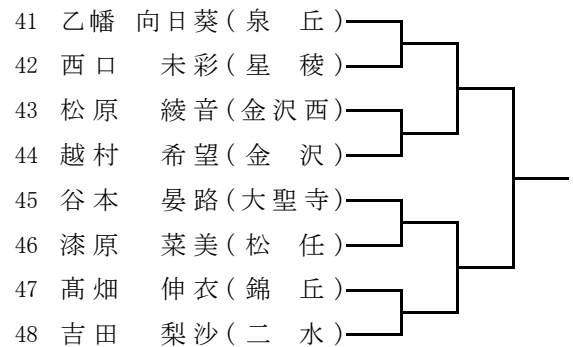 41 乙幡 向日葵(泉 丘)
42 西口 未彩(星 稜)
43 松原 綾音(金沢西)
44 越村 希望(金 沢)
45 谷本 晏路(大聖寺)
46 漆原 菜美(松 任)
47 髙畑 伸衣(錦 丘)
48 吉田 梨沙(二 水)